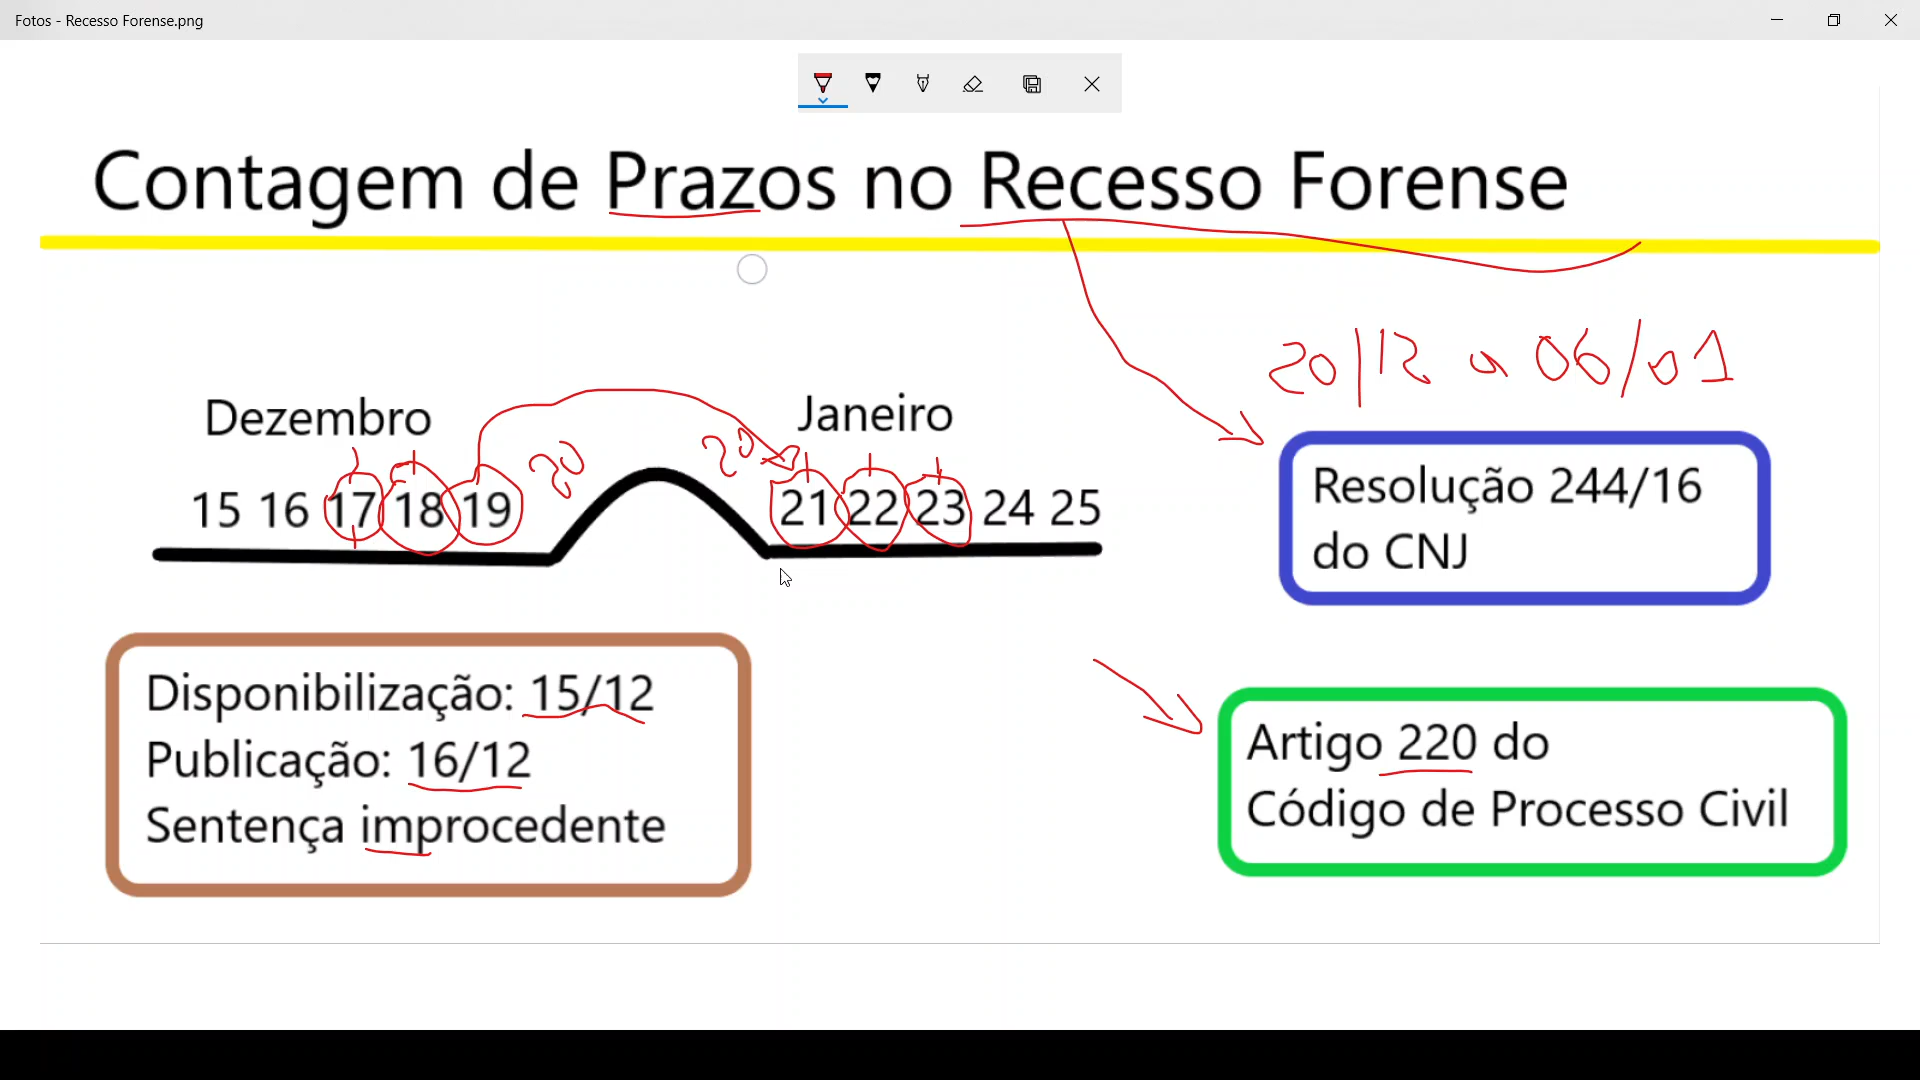 Fotos - Recesso Forense.png
Contagem de Prazos no Recesso Forense
20/12 a 06/01
Dezembro
Janeiro
20
20
15 16 17 18 19
21 22 23 24 25
Resolução 244/16
do CNJ
Disponibilização: 15/12
Publicação: 16/12
Sentença improcedente
Artigo 220 do
Código de Processo Civil